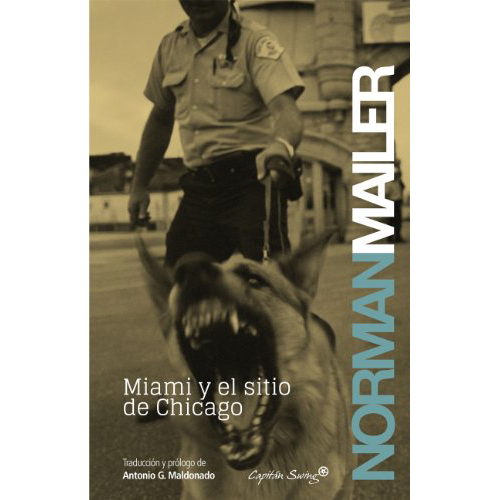 NORMAN MAILER
Miami y el sitio
de Chicago
Traducción y prólogo de
Antonio G. Maldonado
Capitán Swing